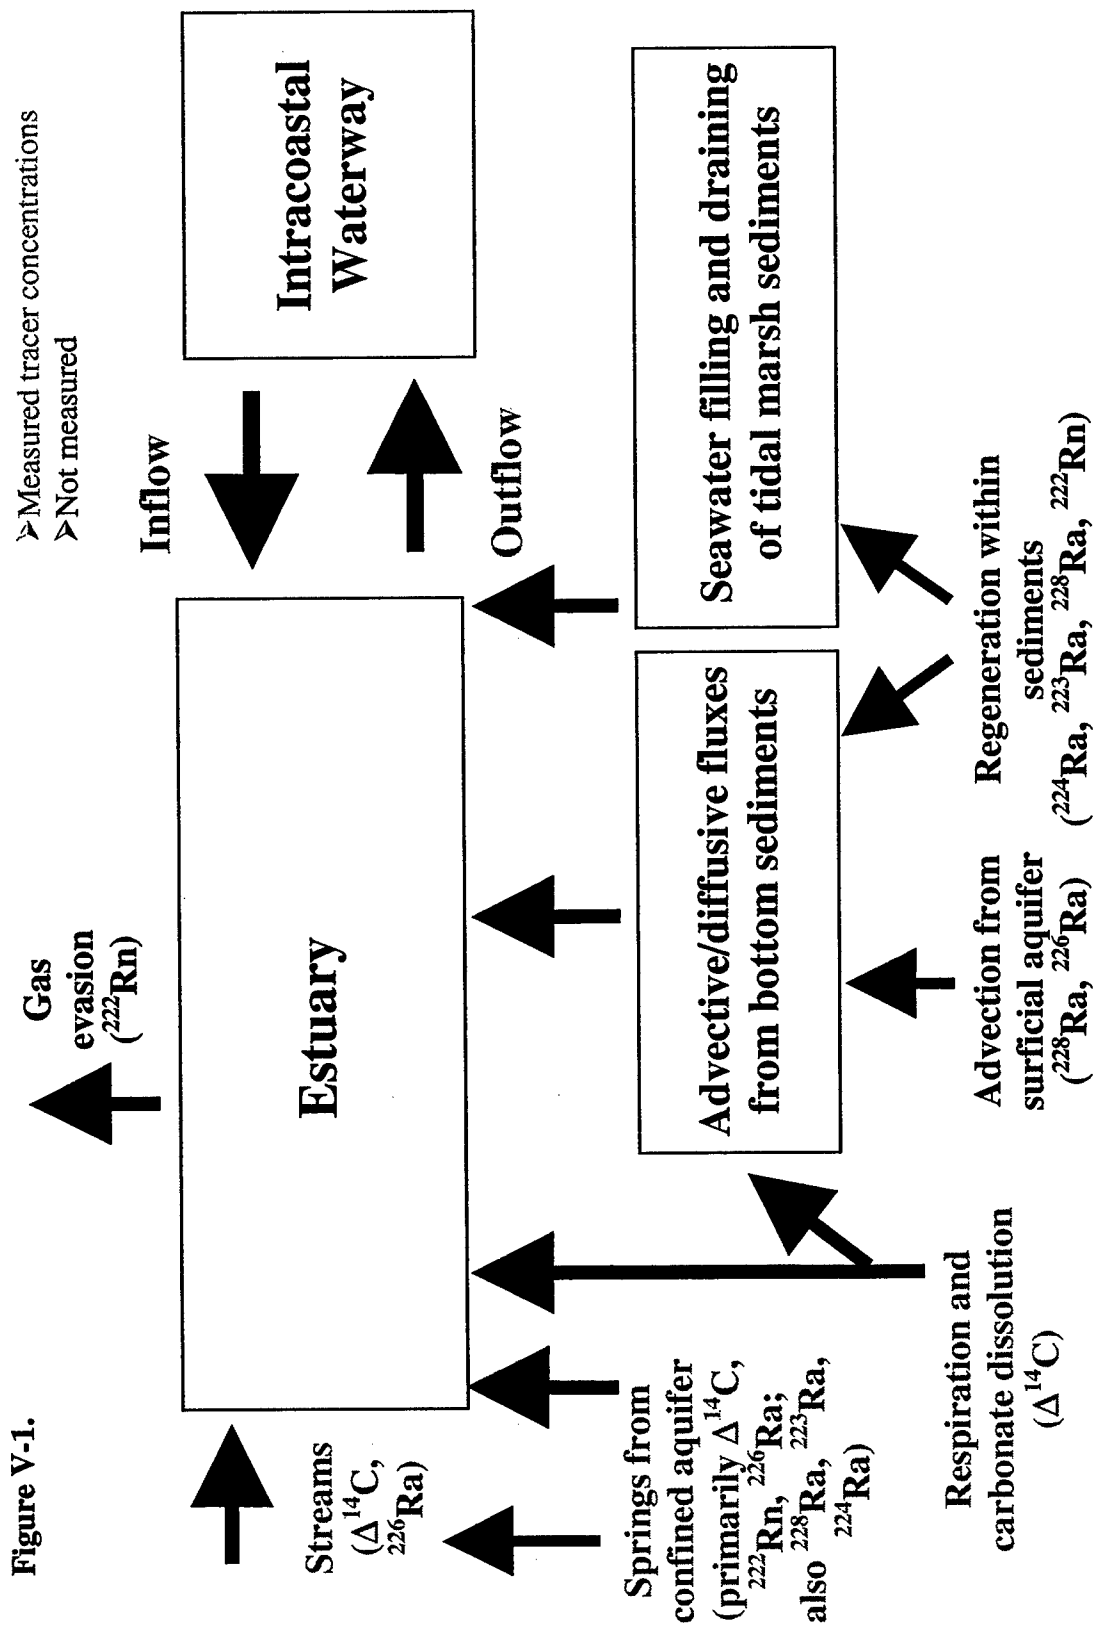 Figure V-1.
➢Measured tracer concentrations
➢Not measured
Gas
evasion
(²²²Rn)
Inflow
Intracoastal
Waterway
Outflow
Estuary
Streams
(Δ¹⁴C,
²²⁶Ra)
Springs from
confined aquifer
(primarily Δ¹⁴C,
²²²Rn, ²²⁶Ra;
also ²²⁸Ra, ²²³Ra,
²²⁴Ra)
Advective/diffusive fluxes
from bottom sediments
Seawater filling and draining
of tidal marsh sediments
Respiration and
carbonate dissolution
(Δ¹⁴C)
Advection from
surficial aquifer
(²²⁸Ra, ²²⁶Ra)
Regeneration within
sediments
(²²⁴Ra, ²²³Ra, ²²⁸Ra, ²²²Rn)